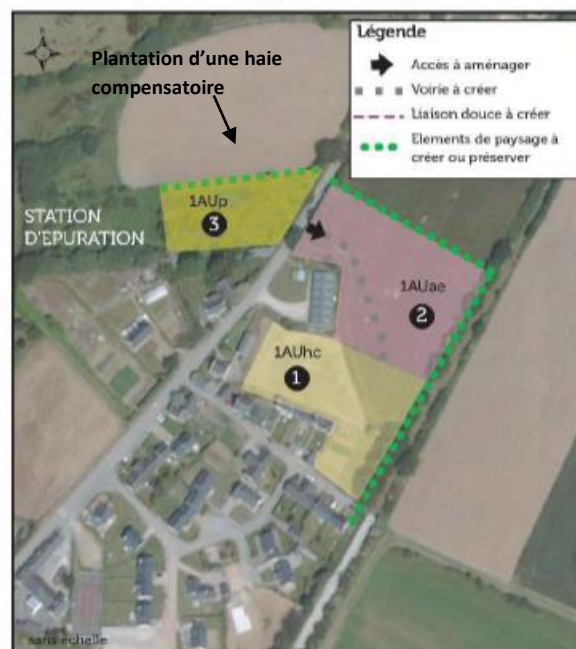 Plantation d'une haie
compensatoire
Légende
Accès à aménager
Voirie à créer
Liaison douce à créer
Elements de paysage à
créer ou préserver
STATION
D'EPURATION
1AUp
3
1AUae
2
1AUhc
1
sans échelle